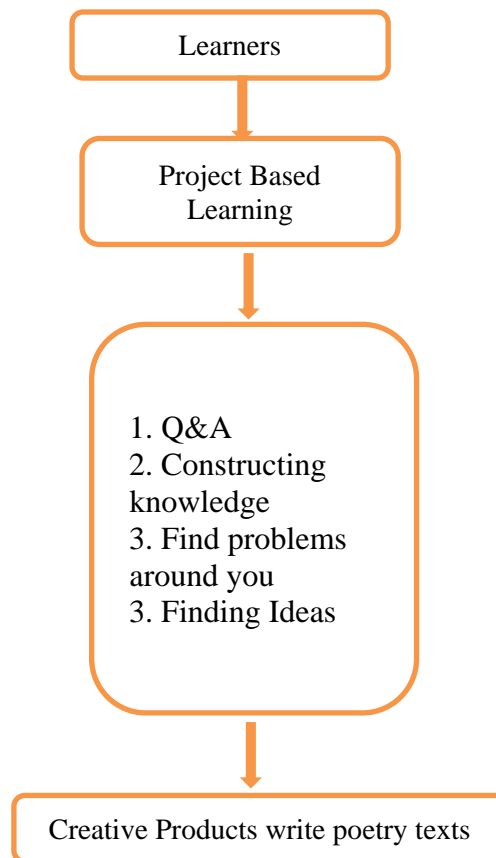 Learners
Project Based
Learning
1. Q&A
2. Constructing
knowledge
3. Find problems
around you
3. Finding Ideas
Creative Products write poetry texts